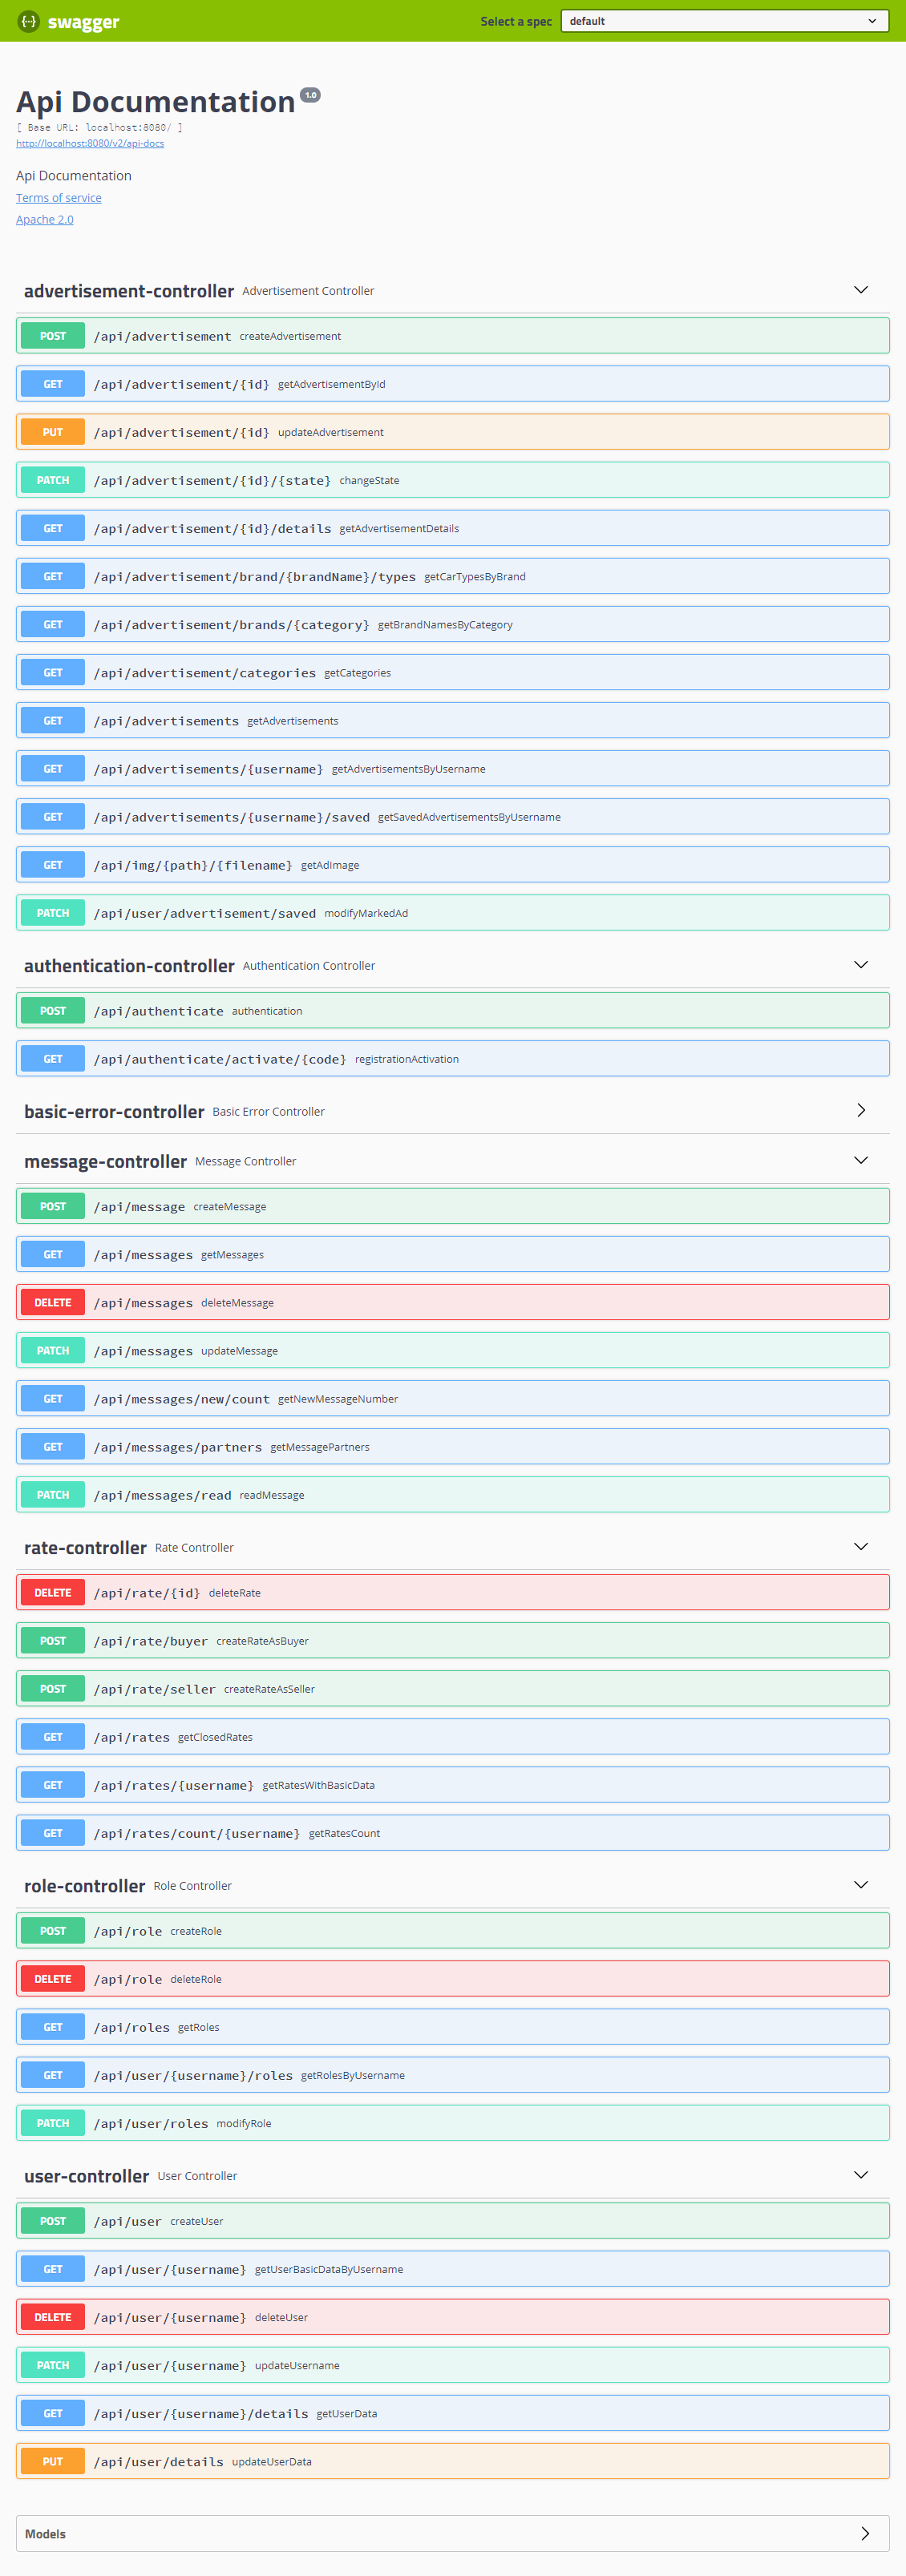 swagger Select a spec default
Api Documentation 1.0
[ Base URL: localhost:8080/ ]
http://localhost:8080/v2/api-docs
Api Documentation
Terms of service
Apache 2.0
advertisement-controller Advertisement Controller
POST /api/advertisement createAdvertisement
GET /api/advertisement/{id} getAdvertisementById
PUT /api/advertisement/{id} updateAdvertisement
PATCH /api/advertisement/{id}/{state} changeState
GET /api/advertisement/{id}/details getAdvertisementDetails
GET /api/advertisement/brand/{brandName}/types getCarTypesByBrand
GET /api/advertisement/brands/{category} getBrandNamesByCategory
GET /api/advertisement/categories getCategories
GET /api/advertisements getAdvertisements
GET /api/advertisements/{username} getAdvertisementsByUsername
GET /api/advertisements/{username}/saved getSavedAdvertisementsByUsername
GET /api/img/{path}/{filename} getAdImage
PATCH /api/user/advertisement/saved modifyMarkedAd
authentication-controller Authentication Controller
POST /api/authenticate authentication
GET /api/authenticate/activate/{code} registrationActivation
basic-error-controller Basic Error Controller
message-controller Message Controller
POST /api/message createMessage
GET /api/messages getMessages
DELETE /api/messages deleteMessage
PATCH /api/messages updateMessage
GET /api/messages/new/count getNewMessageNumber
GET /api/messages/partners getMessagePartners
PATCH /api/messages/read readMessage
rate-controller Rate Controller
DELETE /api/rate/{id} deleteRate
POST /api/rate/buyer createRateAsBuyer
POST /api/rate/seller createRateAsSeller
GET /api/rates getClosedRates
GET /api/rates/{username} getRatesWithBasicData
GET /api/rates/count/{username} getRatesCount
role-controller Role Controller
POST /api/role createRole
DELETE /api/role deleteRole
GET /api/roles getRoles
GET /api/user/{username}/roles getRolesByUsername
PATCH /api/user/roles modifyRole
user-controller User Controller
POST /api/user createUser
GET /api/user/{username} getUserBasicDataByUsername
DELETE /api/user/{username} deleteUser
PATCH /api/user/{username} updateUsername
GET /api/user/{username}/details getUserData
PUT /api/user/details updateUserData
Models